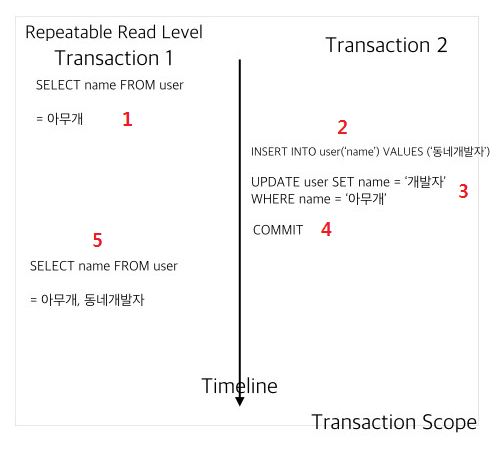 Repeatable Read Level
Transaction 1
SELECT name FROM user
= 아무개
1
Transaction 2
2
INSERT INTO user('name') VALUES ('동네개발자')
UPDATE user SET name = '개발자'
WHERE name = '아무개'
3
COMMIT
4
5
SELECT name FROM user
= 아무개, 동네개발자
Timeline
Transaction Scope